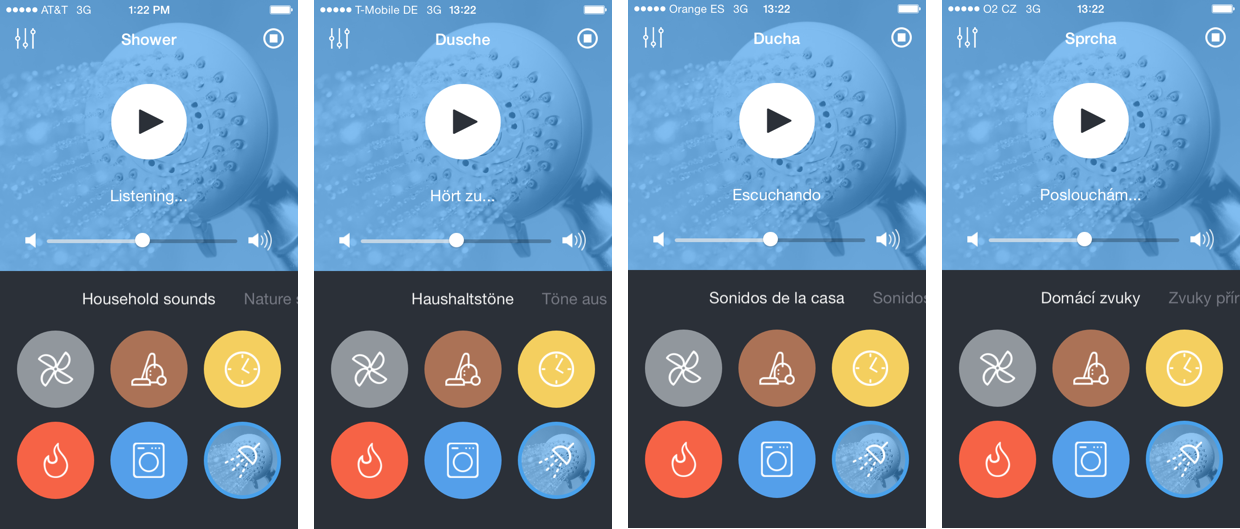 AT&T 3G 1:22 PM
Shower
Listening...
Household sounds Nature s
T-Mobile DE 3G 13:22
Dusche
Hört zu...
Haushaltstöne Töne aus
Orange ES 3G 13:22
Ducha
Escuchando
Sonidos de la casa Sonidos
O2 CZ 3G 13:22
Sprcha
Poslouchám...
Domácí zvuky Zvuky přír